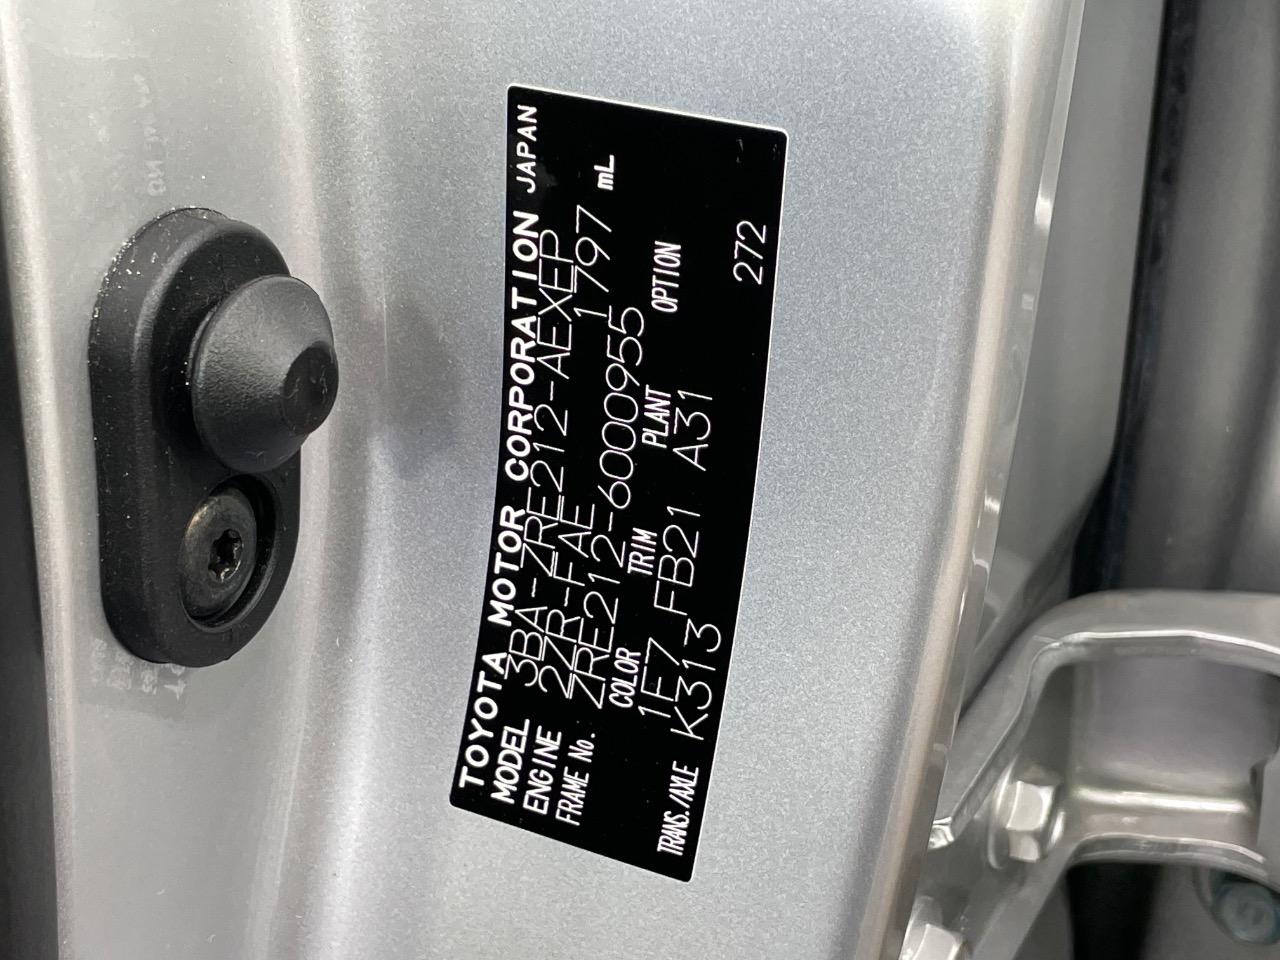 TOYOTA MOTOR CORPORATION JAPAN
MODEL 3BA-ZRE212-AEXEP
ENGINE 2ZR-FAE 1797 mL
FRAME No. ZRE212-6000955
COLOR TRIM PLANT OPTION
1F7 FB21 A31
TRANS./AXLE K313 272